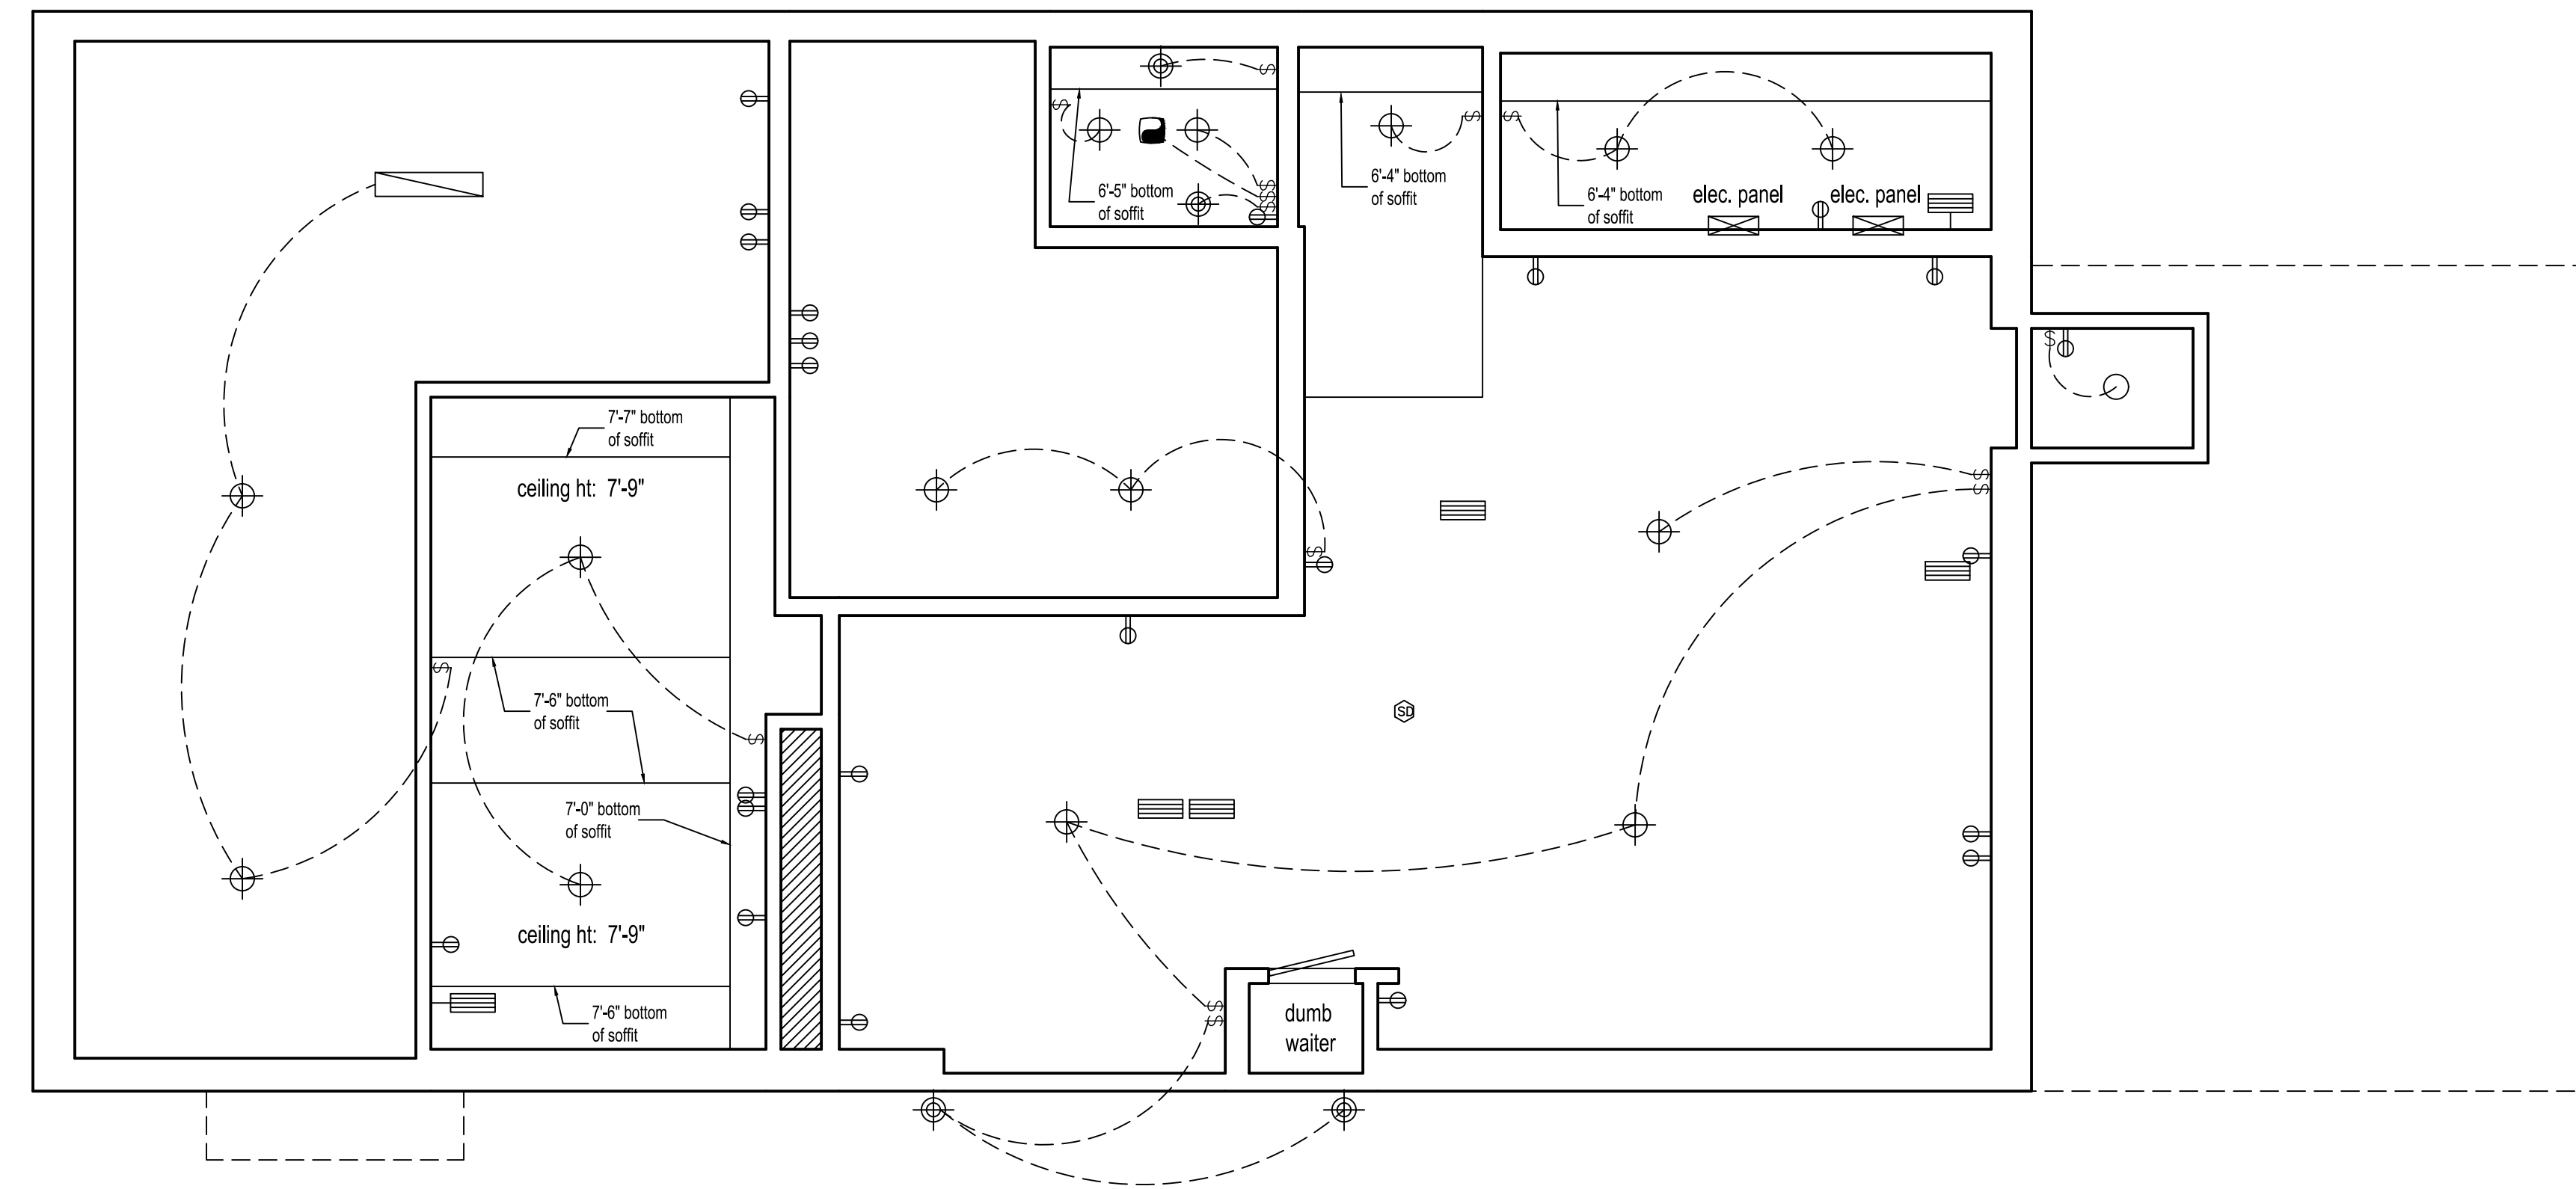 6'-5" bottom
of soffit
6'-4" bottom
of soffit
6'-4" bottom
of soffit
elec. panel
elec. panel
7'-7" bottom
of soffit
ceiling ht: 7'-9"
7'-6" bottom
of soffit
SD
7'-0" bottom
of soffit
ceiling ht: 7'-9"
7'-6" bottom
of soffit
dumb
waiter